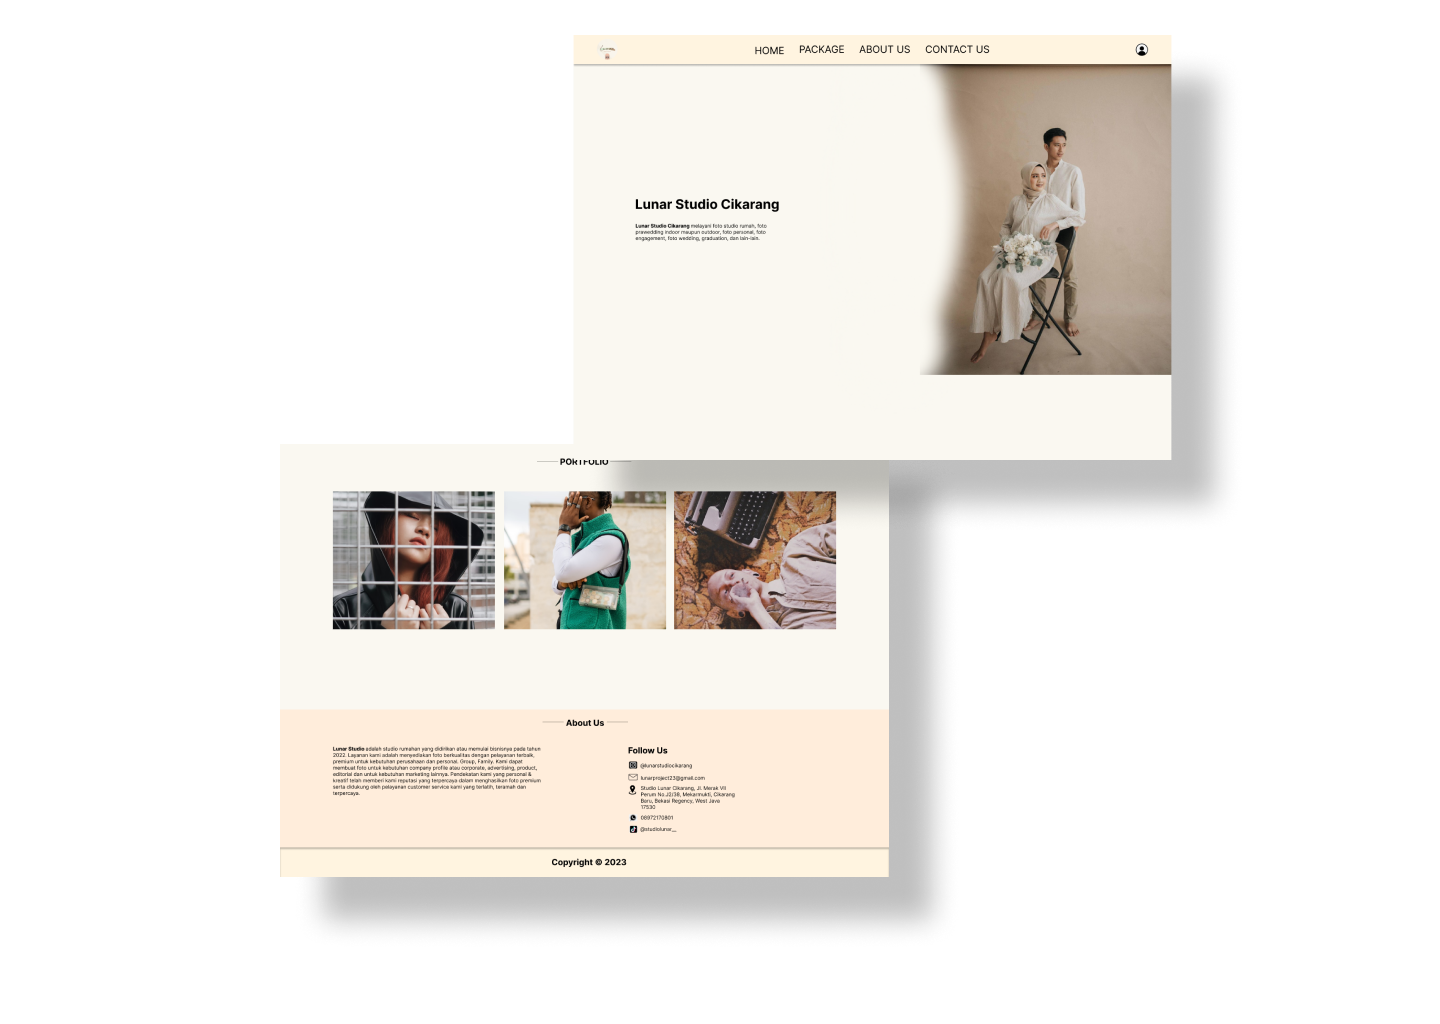 HOME PACKAGE ABOUT US CONTACT US
Lunar Studio Cikarang
Lunar Studio Cikarang melayani foto studio rumah, foto
prawedding indoor maupun outdoor, foto personal, foto
engagement, foto wedding, graduation, dan lain-lain.
PORTFOLIO
About Us
Lunar Studio adalah studio rumahan yang didirikan atau memulai bisnisnya pada tahun
2022. Layanan kami adalah menyediakan foto berkualitas dengan pelayanan terbaik,
premium untuk kebutuhan perusahaan dan personal. Group, Family. Kami dapat
membuat foto untuk kebutuhan company profile atau corporate, advertising, product,
editorial dan untuk kebutuhan marketing lainnya. Pendekatan kami yang personal &
kreatif telah memberi kami reputasi yang terpercaya dalam menghasilkan foto premium
serta didukung oleh pelayanan customer service kami yang terlatih, teramah dan
terpercaya.
Follow Us
@lunarstudiocikarang
lunarproject23@gmail.com
Studio Lunar Cikarang, Jl. Merak VII
Perum No.J2/38, Mekarmukti, Cikarang
Baru, Bekasi Regency, West Java
17530
08972170801
@studiolunar__
Copyright © 2023